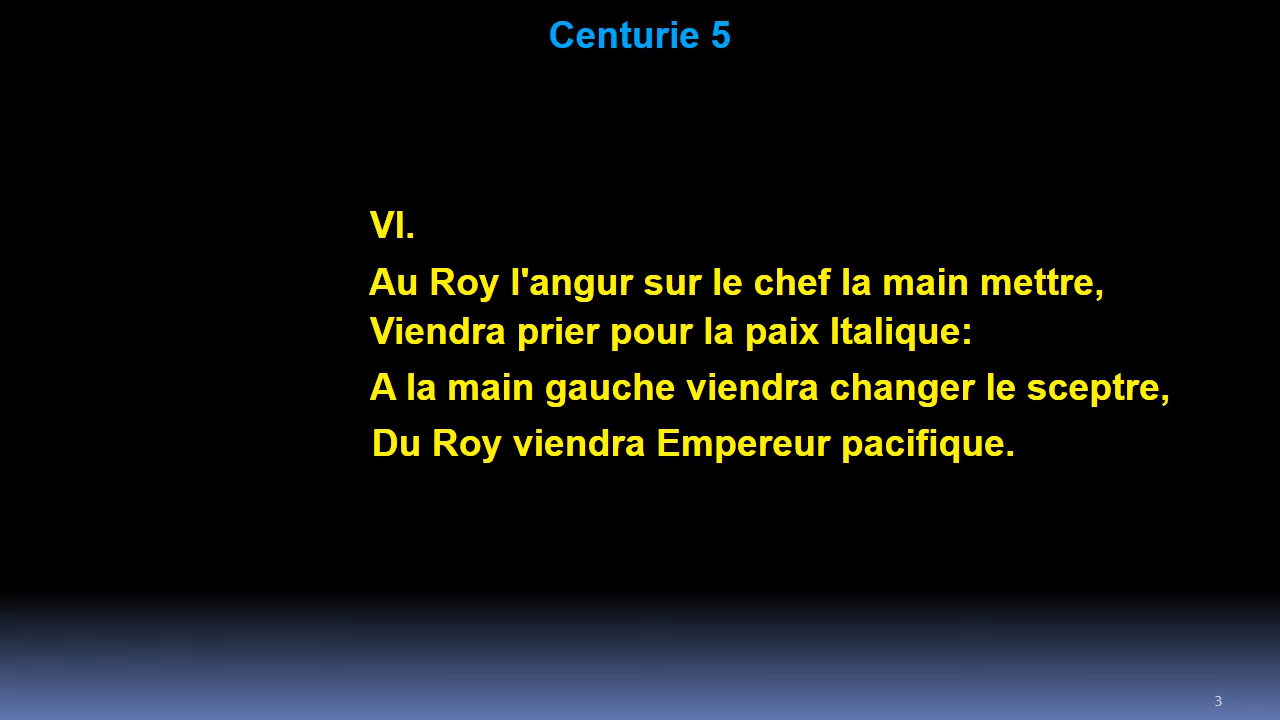 Centurie 5
VI.
Au Roy l'angur sur le chef la main mettre,
Viendra prier pour la paix Italique:
A la main gauche viendra changer le sceptre,
Du Roy viendra Empereur pacifique.
3